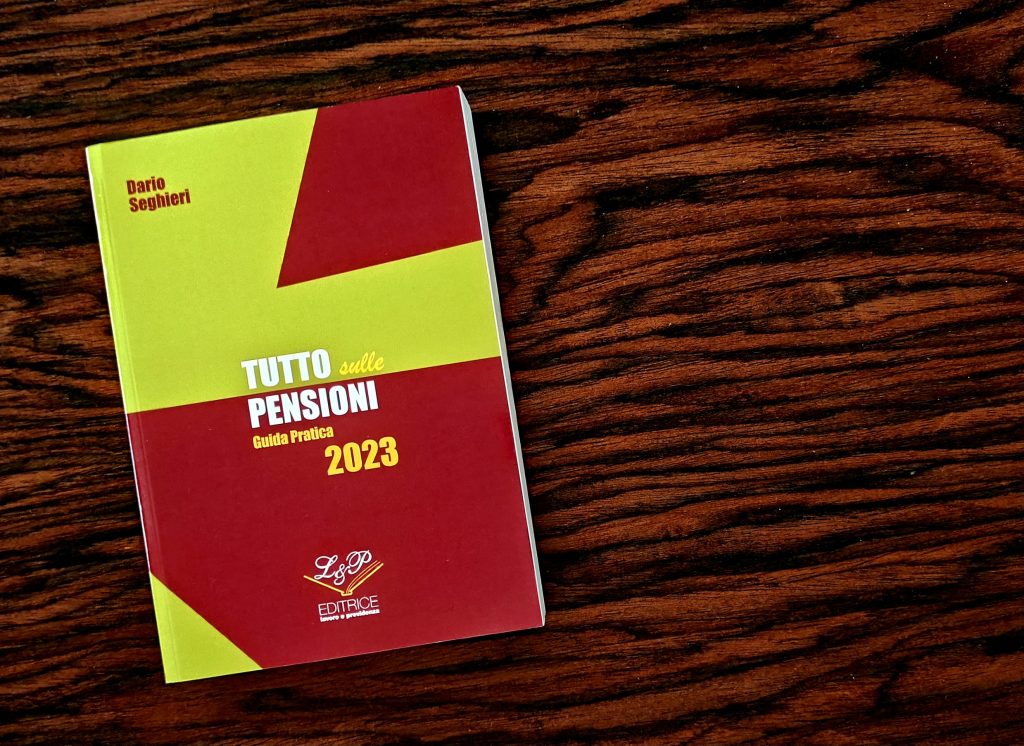 Dario
Seghieri
TUTTO sulle
PENSIONI
Guida Pratica
2023
L&P
EDITRICE
lavoro e previdenza